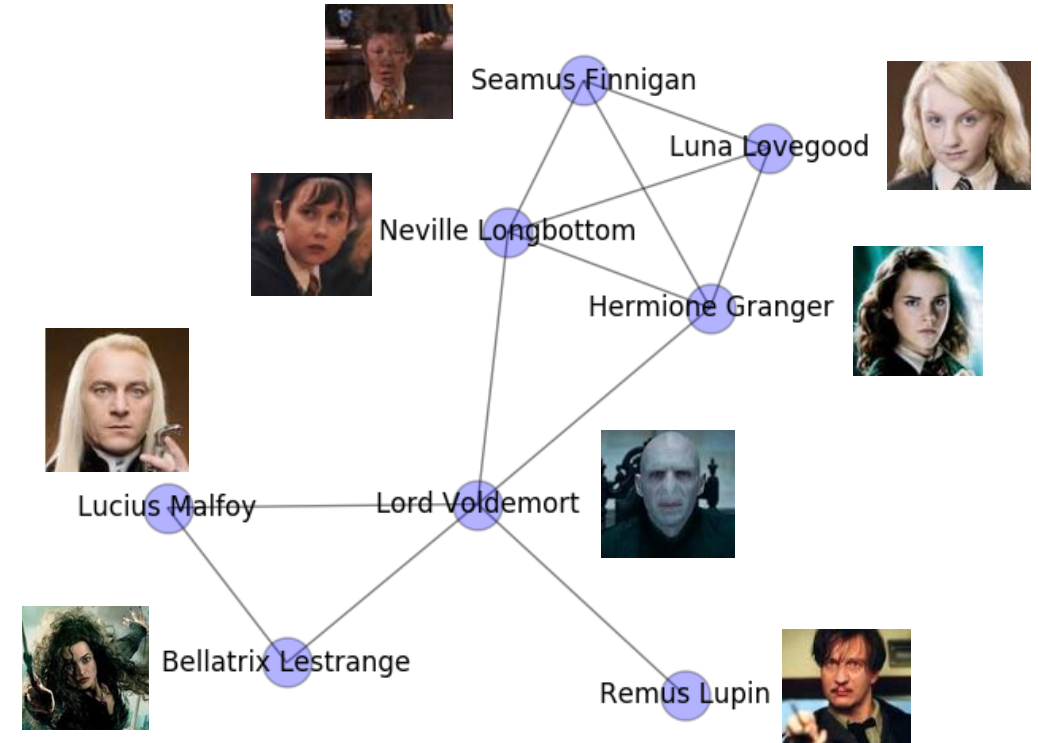 Seamus Finnigan
Luna Lovegood
Neville Longbottom
Hermione Granger
Lucius Malfoy
Lord Voldemort
Bellatrix Lestrange
Remus Lupin